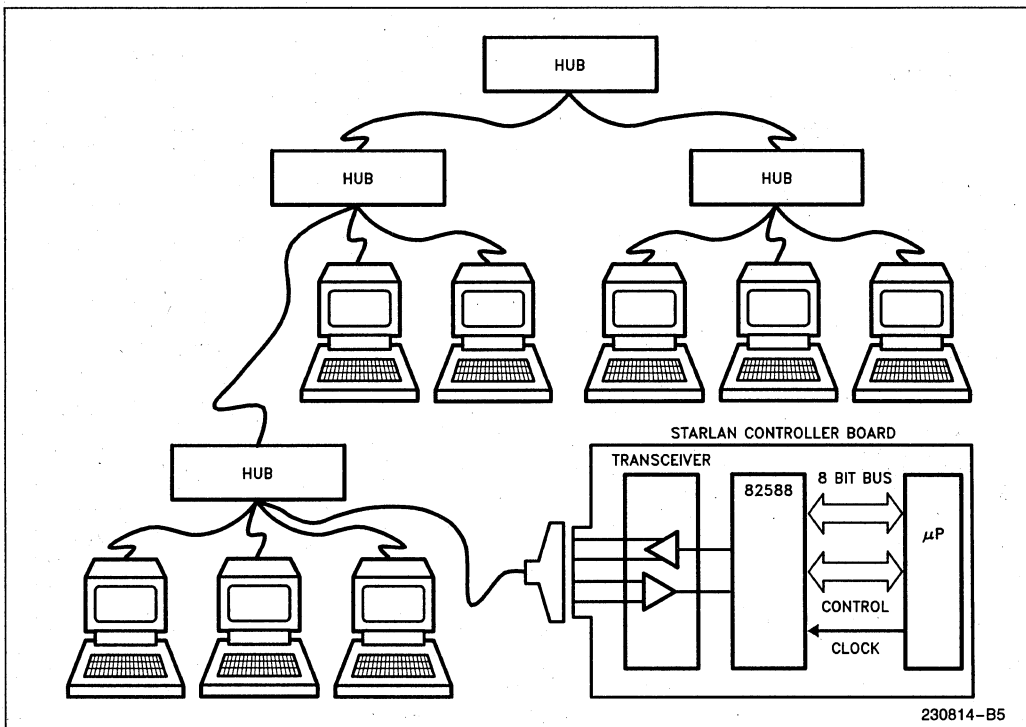 HUB
HUB
HUB
HUB
STARLAN CONTROLLER BOARD
TRANSCEIVER
82588
8 BIT BUS
μP
CONTROL
CLOCK
230814-B5